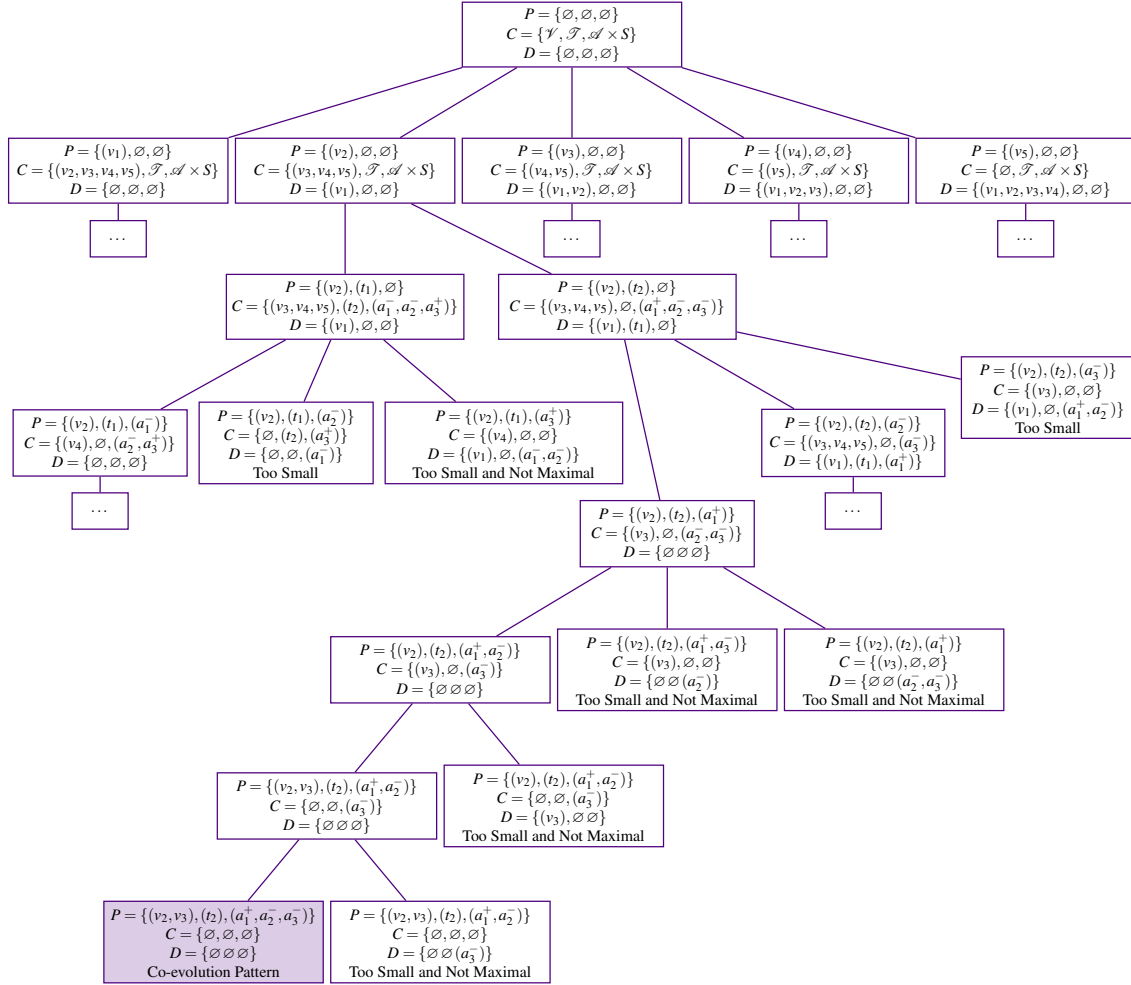 P = {∅, ∅, ∅}
C = {𝒱, 𝒯, 𝒜 × S}
D = {∅, ∅, ∅}
P = {(v₁), ∅, ∅}
C = {(v₂, v₃, v₄, v₅), 𝒯, 𝒜 × S}
D = {∅, ∅, ∅}
...
P = {(v₂), ∅, ∅}
C = {(v₃, v₄, v₅), 𝒯, 𝒜 × S}
D = {(v₁), ∅, ∅}
P = {(v₃), ∅, ∅}
C = {(v₄, v₅), 𝒯, 𝒜 × S}
D = {(v₁, v₂), ∅, ∅}
...
P = {(v₄), ∅, ∅}
C = {(v₅), 𝒯, 𝒜 × S}
D = {(v₁, v₂, v₃), ∅, ∅}
...
P = {(v₅), ∅, ∅}
C = {∅, 𝒯, 𝒜 × S}
D = {(v₁, v₂, v₃, v₄), ∅, ∅}
...
P = {(v₂), (t₁), ∅}
C = {(v₃, v₄, v₅), (t₂), (a₁⁻, a₂⁻, a₃⁺)}
D = {(v₁), ∅, ∅}
P = {(v₂), (t₂), ∅}
C = {(v₃, v₄, v₅), ∅, (a₁⁺, a₂⁻, a₃⁻)}
D = {(v₁), (t₁), ∅}
P = {(v₂), (t₁), (a₁⁻)}
C = {(v₄), ∅, (a₂⁻, a₃⁺)}
D = {∅, ∅, ∅}
...
P = {(v₂), (t₁), (a₂⁻)}
C = {∅, (t₂), (a₃⁺)}
D = {∅, ∅, (a₁⁻)}
Too Small
P = {(v₂), (t₁), (a₃⁺)}
C = {(v₄), ∅, ∅}
D = {(v₁), ∅, (a₁⁻, a₂⁻)}
Too Small and Not Maximal
P = {(v₂), (t₂), (a₂⁻)}
C = {(v₃, v₄, v₅), ∅, (a₃⁻)}
D = {(v₁), (t₁), (a₁⁺)}
...
P = {(v₂), (t₂), (a₃⁻)}
C = {(v₃), ∅, ∅}
D = {(v₁), ∅, (a₁⁺, a₂⁻)}
Too Small
P = {(v₂), (t₂), (a₁⁺)}
C = {(v₃), ∅, (a₂⁻, a₃⁻)}
D = {∅ ∅ ∅}
P = {(v₂), (t₂), (a₁⁺, a₂⁻)}
C = {(v₃), ∅, (a₃⁻)}
D = {∅ ∅ ∅}
P = {(v₂), (t₂), (a₁⁺, a₃⁻)}
C = {(v₃), ∅, ∅}
D = {∅ ∅ (a₂⁻)}
Too Small and Not Maximal
P = {(v₂), (t₂), (a₁⁺)}
C = {(v₃), ∅, ∅}
D = {∅ ∅ (a₂⁻, a₃⁻)}
Too Small and Not Maximal
P = {(v₂, v₃), (t₂), (a₁⁺, a₂⁻)}
C = {∅, ∅, (a₃⁻)}
D = {∅ ∅ ∅}
P = {(v₂), (t₂), (a₁⁺, a₂⁻)}
C = {∅, ∅, (a₃⁻)}
D = {(v₃), ∅ ∅}
Too Small and Not Maximal
P = {(v₂, v₃), (t₂), (a₁⁺, a₂⁻, a₃⁻)}
C = {∅, ∅, ∅}
D = {∅ ∅ ∅}
Co-evolution Pattern
P = {(v₂, v₃), (t₂), (a₁⁺, a₂⁻)}
C = {∅, ∅, ∅}
D = {∅ ∅ (a₃⁻)}
Too Small and Not Maximal